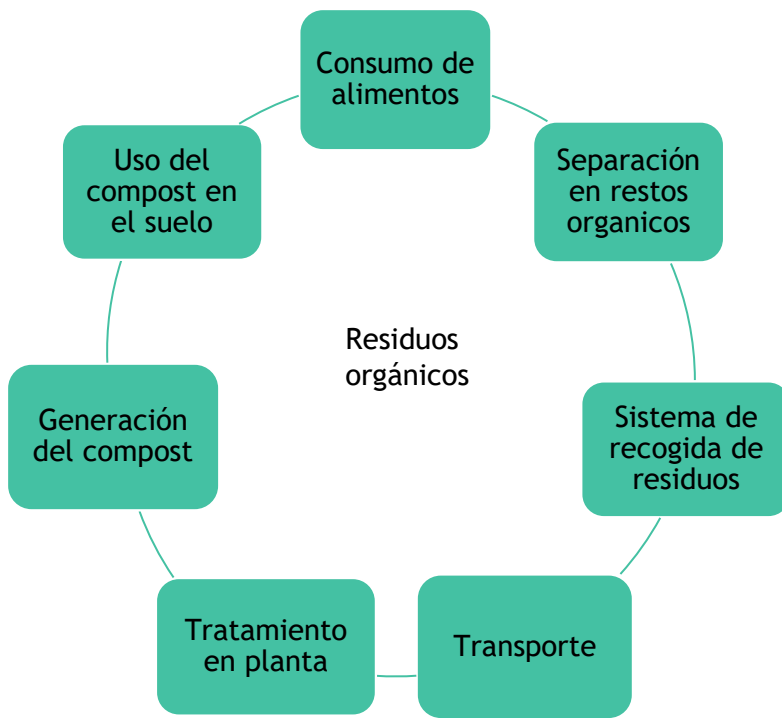 Consumo de
alimentos
Separación
en restos
organicos
Sistema de
recogida de
residuos
Transporte
Tratamiento
en planta
Generación
del compost
Uso del
compost en
el suelo
Residuos
orgánicos